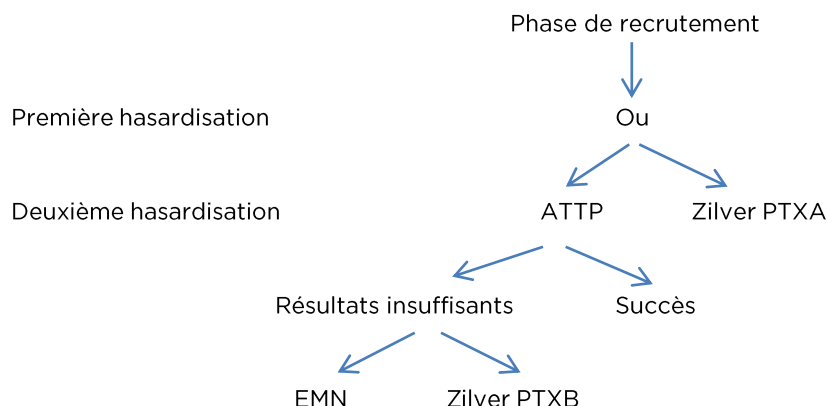 Phase de recrutement
Première hasardisation Ou
Deuxième hasardisation ATTP Zilver PTXA
Résultats insuffisants Succès
EMN Zilver PTXB